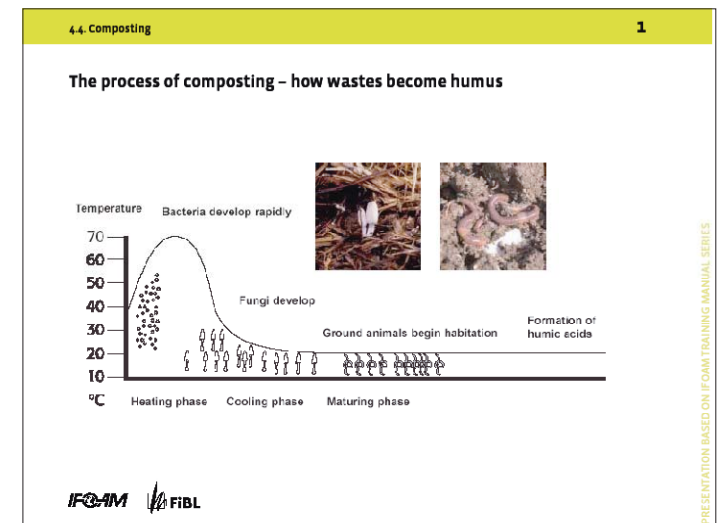 4.4. Composting
1
The process of composting – how wastes become humus
Temperature
Bacteria develop rapidly
70
60
50
40
30
20
10
°C
Fungi develop
Ground animals begin habitation
Formation of
humic acids
Heating phase
Cooling phase
Maturing phase
IFOAM
FiBL
PRESENTATION BASED ON IFOAM TRAINING MANUAL SERIES